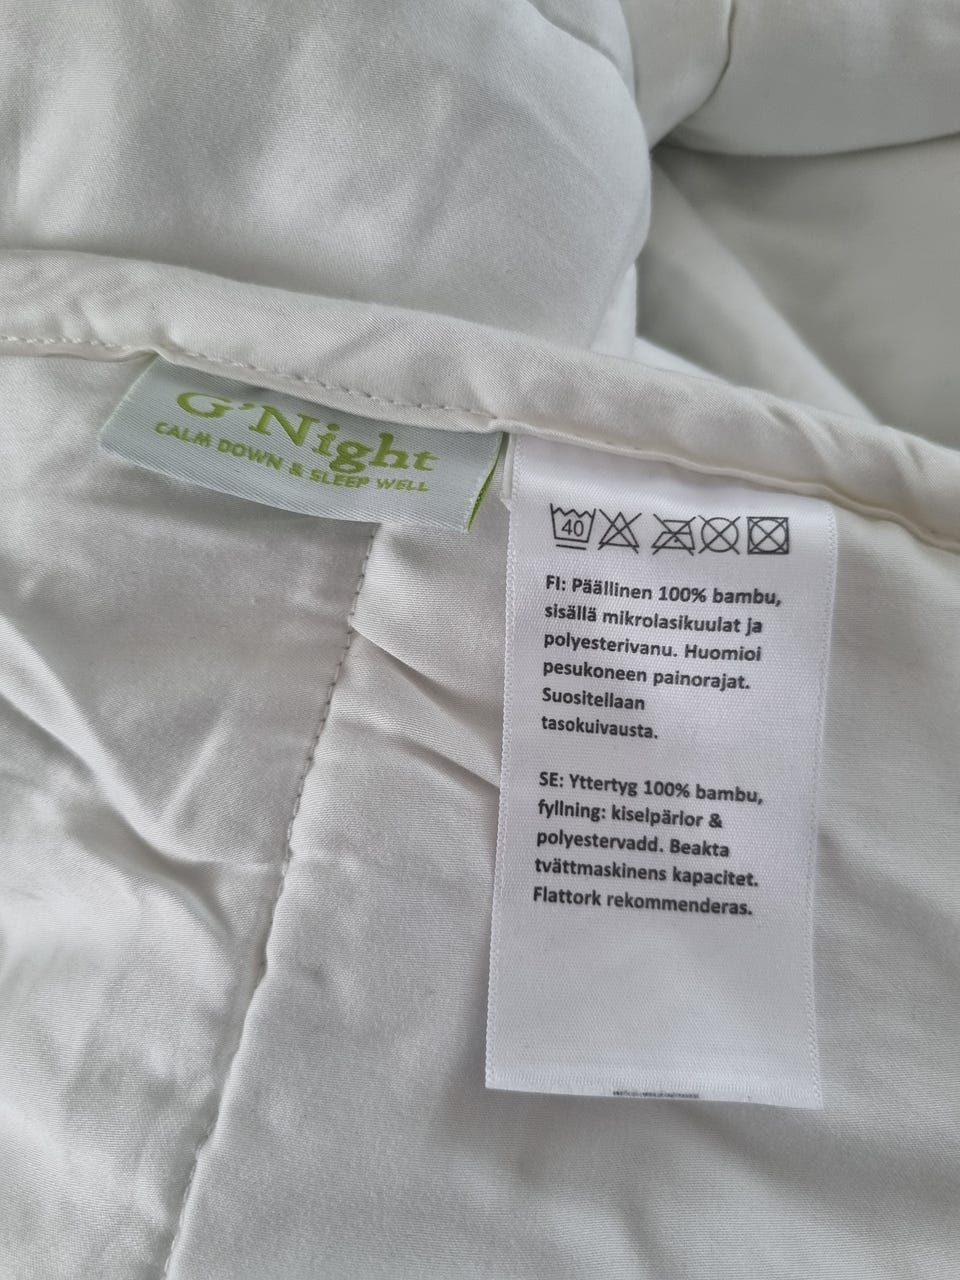 G'Night
CALM DOWN & SLEEP WELL
40
FI: Päällinen 100% bambu,
sisällä mikrolasikuulat ja
polyesterivanu. Huomioi
pesukoneen painorajat.
Suositellaan
tasokuivausta.
SE: Yttertyg 100% bambu,
fyllning: kiselpärlor &
polyestervadd. Beakta
tvättmaskinens kapacitet.
Flattork rekommenderas.